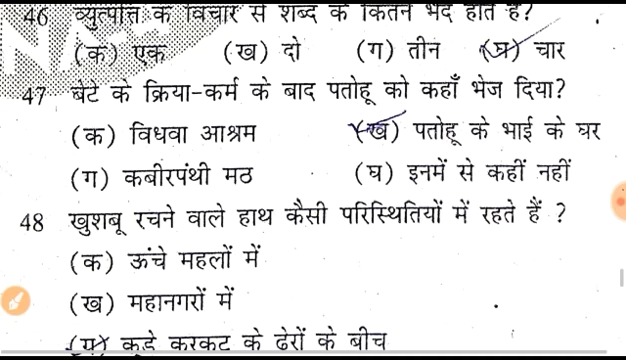 46 व्युत्पत्ति के विचार से शब्द के कितने भेद होते हैं?
(क) एक (ख) दो (ग) तीन (घ) चार
47 बेटे के क्रिया-कर्म के बाद पतोहू को कहाँ भेज दिया?
(क) विधवा आश्रम (ख) पतोहू के भाई के घर
(ग) कबीरपंथी मठ (घ) इनमें से कहीं नहीं
48 खुशबू रचने वाले हाथ कैसी परिस्थितियों में रहते हैं ?
(क) ऊंचे महलों में
(ख) महानगरों में
(ग) कूड़े करकट के ढेरों के बीच